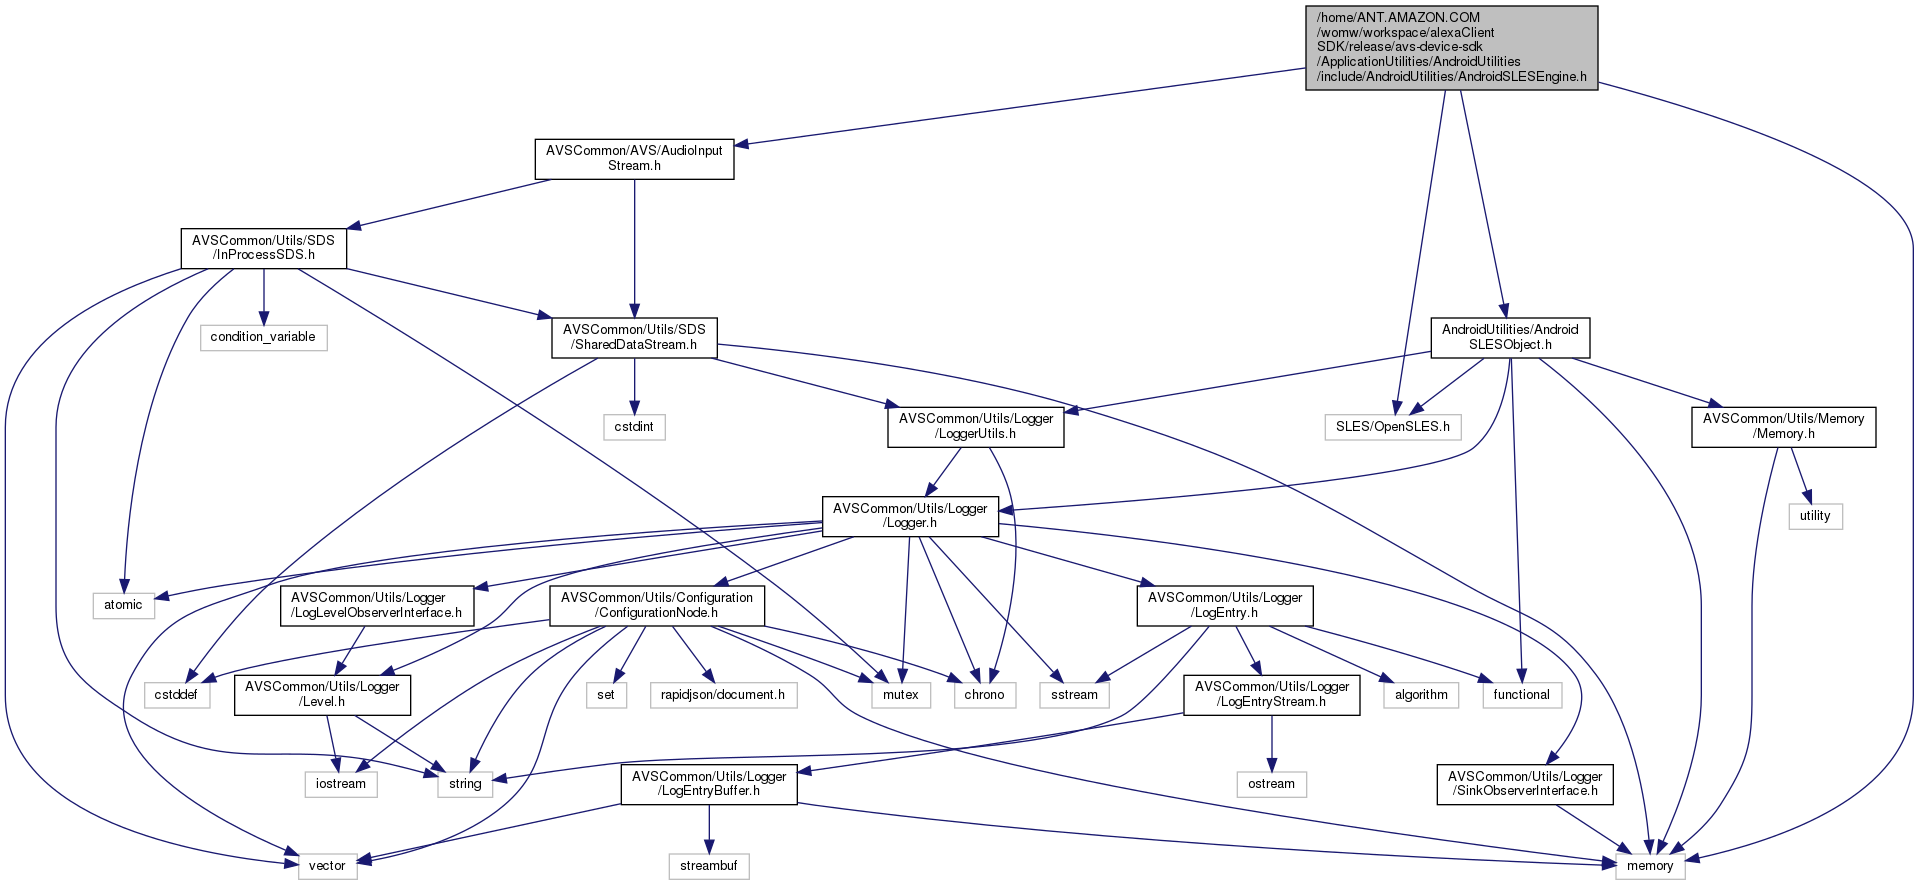 /home/ANT.AMAZON.COM
/womw/workspace/alexaClient
SDK/release/avs-device-sdk
/ApplicationUtilities/AndroidUtilities
/include/AndroidUtilities/AndroidSLESEngine.h
AVSCommon/AVS/AudioInput
Stream.h
AVSCommon/Utils/SDS
/InProcessSDS.h
condition_variable
AVSCommon/Utils/SDS
/SharedDataStream.h
AndroidUtilities/Android
SLESObject.h
cstdint
AVSCommon/Utils/Logger
/LoggerUtils.h
SLES/OpenSLES.h
AVSCommon/Utils/Memory
/Memory.h
AVSCommon/Utils/Logger
/Logger.h
utility
atomic
AVSCommon/Utils/Logger
/LogLevelObserverInterface.h
AVSCommon/Utils/Configuration
/ConfigurationNode.h
AVSCommon/Utils/Logger
/LogEntry.h
cstddef
AVSCommon/Utils/Logger
/Level.h
set
rapidjson/document.h
mutex
chrono
sstream
AVSCommon/Utils/Logger
/LogEntryStream.h
algorithm
functional
iostream
string
AVSCommon/Utils/Logger
/LogEntryBuffer.h
ostream
AVSCommon/Utils/Logger
/SinkObserverInterface.h
vector
streambuf
memory